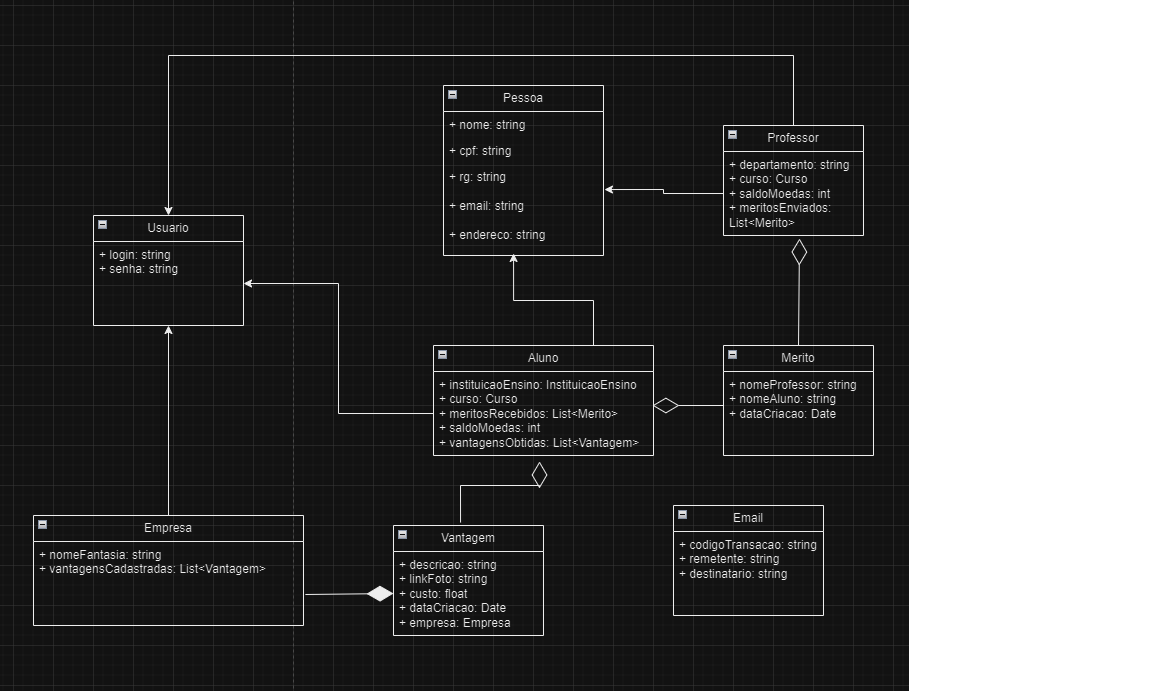 Pessoa
+ nome: string
+ cpf: string
+ rg: string
+ email: string
+ endereco: string
Professor
+ departamento: string
+ curso: Curso
+ saldoMoedas: int
+ meritosEnviados:
List<Merito>
Usuario
+ login: string
+ senha: string
Aluno
+ instituicaoEnsino: InstituicaoEnsino
+ curso: Curso
+ meritosRecebidos: List<Merito>
+ saldoMoedas: int
+ vantagensObtidas: List<Vantagem>
Merito
+ nomeProfessor: string
+ nomeAluno: string
+ dataCriacao: Date
Empresa
+ nomeFantasia: string
+ vantagensCadastradas: List<Vantagem>
Vantagem
+ descricao: string
+ linkFoto: string
+ custo: float
+ dataCriacao: Date
+ empresa: Empresa
Email
+ codigoTransacao: string
+ remetente: string
+ destinatario: string